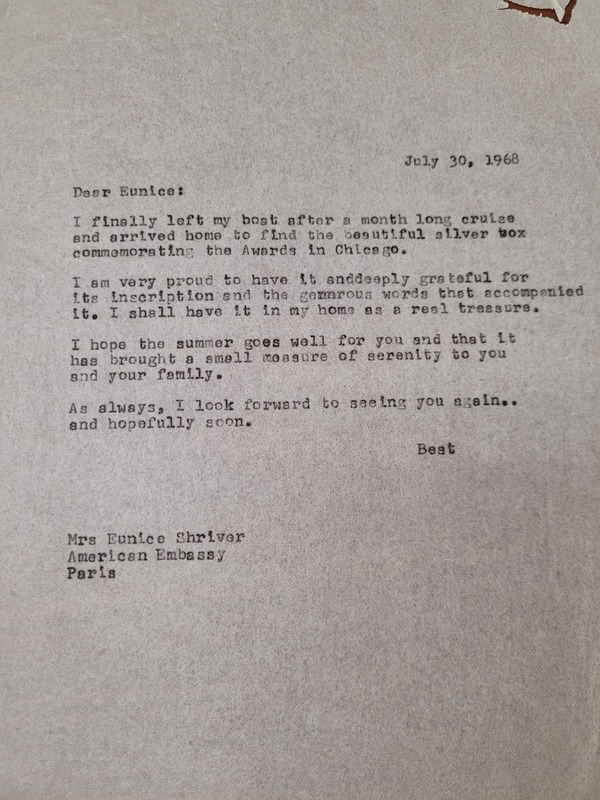 July 30, 1968
Dear Eunice:
I finally left my boat after a month long cruise
and arrived home to find the beautiful silver box
commemorating the Awards in Chicago.
I am very proud to have it anddeeply grateful for
its inscription and the genmrous words that accompanied
it. I shall have it in my home as a real treasure.
I hope the summer goes well for you and that it
has brought a small measure of serenity to you
and your family.
As always, I look forward to seeing you again..
and hopefully soon.
Best
Mrs Eunice Shriver
American Embassy
Paris